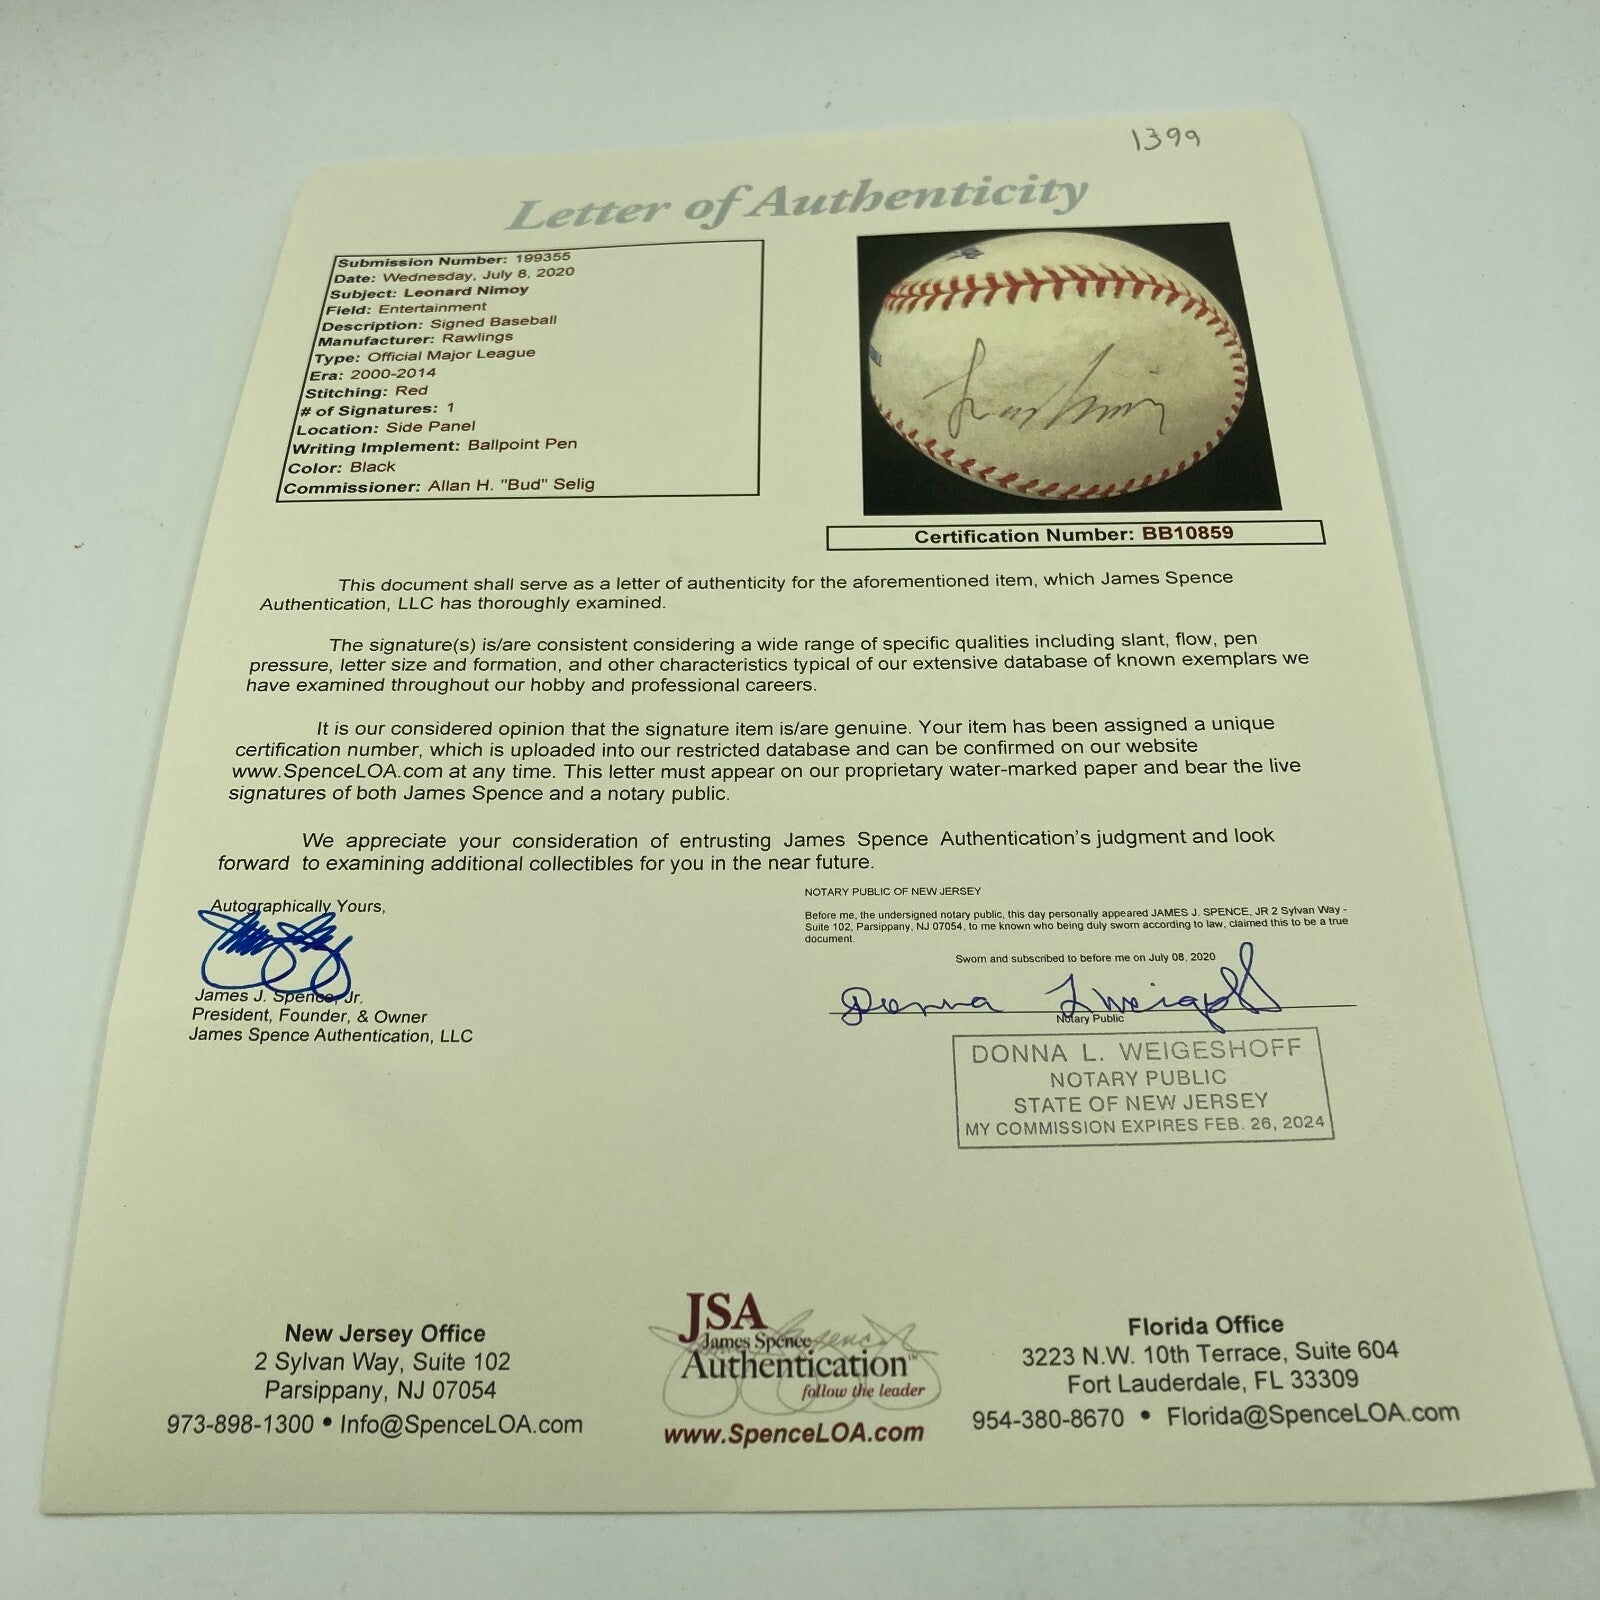 1399
Letter of Authenticity
Submission Number: 199355
Date: Wednesday, July 8, 2020
Subject: Leonard Nimoy
Field: Entertainment
Description: Signed Baseball
Manufacturer: Rawlings
Type: Official Major League
Era: 2000-2014
Stitching: Red
# of Signatures: 1
Location: Side Panel
Writing Implement: Ballpoint Pen
Color: Black
Commissioner: Allan H. "Bud" Selig
Certification Number: BB10859
This document shall serve as a letter of authenticity for the aforementioned item, which James Spence
Authentication, LLC has thoroughly examined.
The signature(s) is/are consistent considering a wide range of specific qualities including slant, flow, pen
pressure, letter size and formation, and other characteristics typical of our extensive database of known exemplars we
have examined throughout our hobby and professional careers.
It is our considered opinion that the signature item is/are genuine. Your item has been assigned a unique
certification number, which is uploaded into our restricted database and can be confirmed on our website
www.SpenceLOA.com at any time. This letter must appear on our proprietary water-marked paper and bear the live
signatures of both James Spence and a notary public.
We appreciate your consideration of entrusting James Spence Authentication's judgment and look
forward to examining additional collectibles for you in the near future.
Autographically Yours,
James J. Spence, Jr.
President, Founder, & Owner
James Spence Authentication, LLC
NOTARY PUBLIC OF NEW JERSEY
Before me, the undersigned notary public, this day personally appeared JAMES J. SPENCE, JR 2 Sylvan Way -
Suite 102, Parsippany, NJ 07054, to me known who being duly sworn according to law, claimed this to be a true
document.
Sworn and subscribed to before me on July 08, 2020
Donna L Weigeshoff
Notary Public
DONNA L. WEIGESHOFF
NOTARY PUBLIC
STATE OF NEW JERSEY
MY COMMISSION EXPIRES FEB. 26, 2024
New Jersey Office
2 Sylvan Way, Suite 102
Parsippany, NJ 07054
973-898-1300 • Info@SpenceLOA.com
JSA
James Spence
Authentication™
follow the leader
www.SpenceLOA.com
Florida Office
3223 N.W. 10th Terrace, Suite 604
Fort Lauderdale, FL 33309
954-380-8670 • Florida@SpenceLOA.com